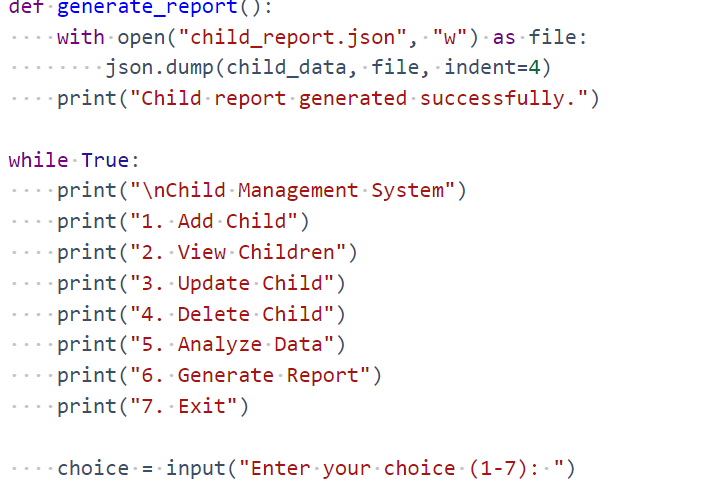 def generate_report():
    with open("child_report.json", "w") as file:
        json.dump(child_data, file, indent=4)
    print("Child report generated successfully.")

while True:
    print("\nChild Management System")
    print("1. Add Child")
    print("2. View Children")
    print("3. Update Child")
    print("4. Delete Child")
    print("5. Analyze Data")
    print("6. Generate Report")
    print("7. Exit")

    choice = input("Enter your choice (1-7): ")